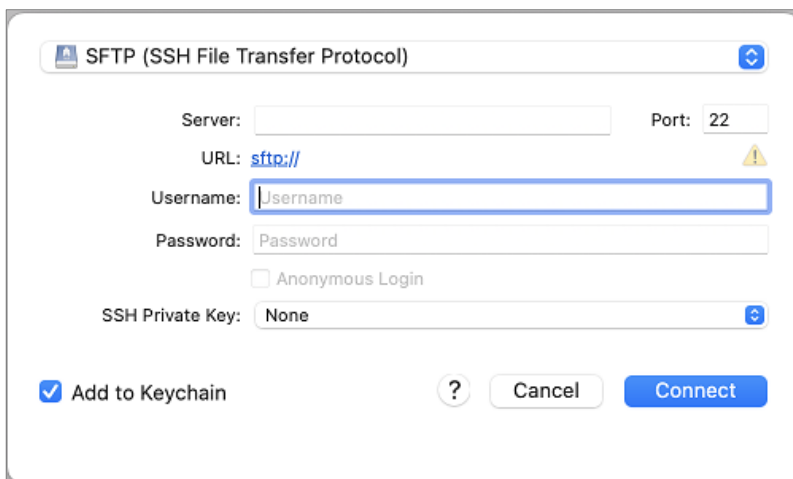 SFTP (SSH File Transfer Protocol)
Server: Port: 22
URL: sftp://
Username: Username
Password: Password
Anonymous Login
SSH Private Key: None
Add to Keychain ? Cancel Connect